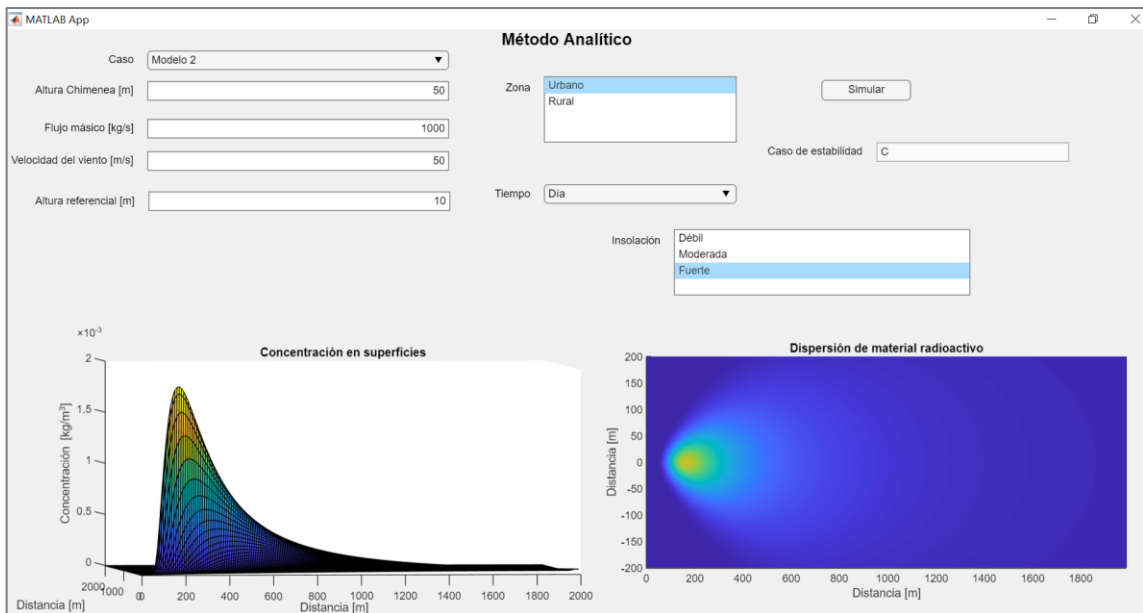 MATLAB App
Método Analítico
Caso
Modelo 2
Altura Chimenea [m]
50
Flujo másico [kg/s]
1000
Velocidad del viento [m/s]
50
Altura referencial [m]
10
Zona
Urbano
Rural
Simular
Caso de estabilidad
C
Tiempo
Día
Insolación
Débil
Moderada
Fuerte
×10⁻³
Concentración en superficies
2
1.5
1
0.5
0
Concentración [kg/m³]
2000
1000
0
Distancia [m]
0 200 400 600 800 1000 1200 1400 1600 1800 2000
Distancia [m]
Dispersión de material radioactivo
200
150
100
50
0
-50
-100
-150
-200
Distancia [m]
0 200 400 600 800 1000 1200 1400 1600 1800
Distancia [m]